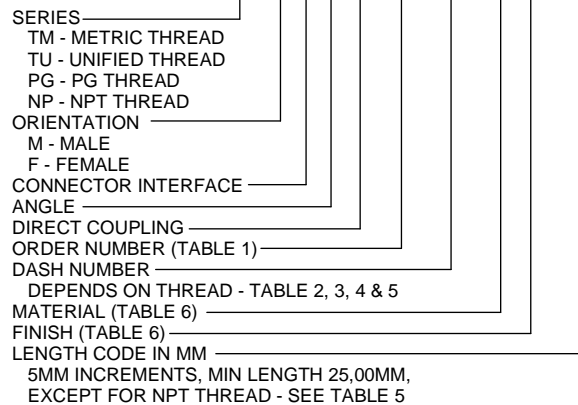 SERIES
TM - METRIC THREAD
TU - UNIFIED THREAD
PG - PG THREAD
NP - NPT THREAD
ORIENTATION
M - MALE
F - FEMALE
CONNECTOR INTERFACE
ANGLE
DIRECT COUPLING
ORDER NUMBER (TABLE 1)
DASH NUMBER
DEPENDS ON THREAD - TABLE 2, 3, 4 & 5
MATERIAL (TABLE 6)
FINISH (TABLE 6)
LENGTH CODE IN MM
5MM INCREMENTS, MIN LENGTH 25,00MM,
EXCEPT FOR NPT THREAD - SEE TABLE 5